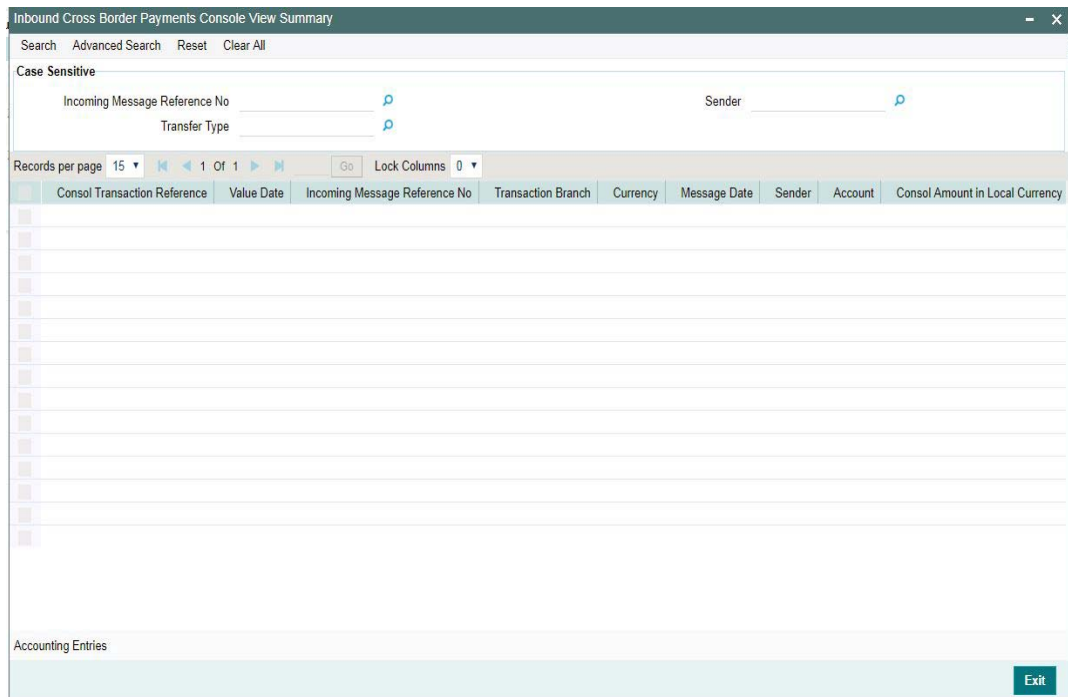 Inbound Cross Border Payments Console View Summary
Search Advanced Search Reset Clear All
Case Sensitive
Incoming Message Reference No Sender
Transfer Type
Records per page 15 1 Of 1 Go Lock Columns 0
Consol Transaction Reference Value Date Incoming Message Reference No Transaction Branch Currency Message Date Sender Account Consol Amount in Local Currency
Accounting Entries
Exit